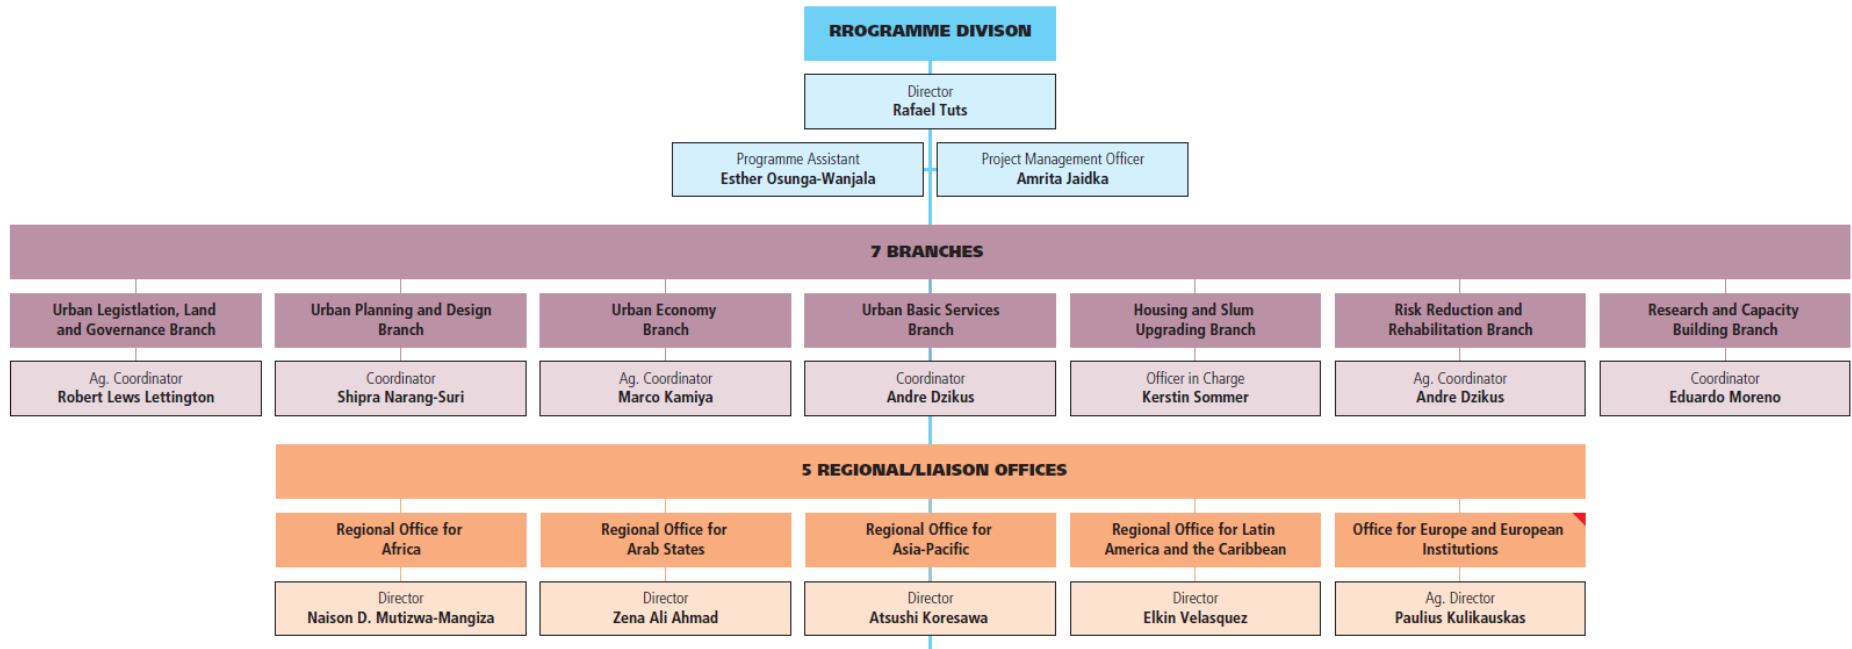 RROGRAMME DIVISON
Director
Rafael Tuts
Programme Assistant
Esther Osunga-Wanjala
Project Management Officer
Amrita Jaidka
7 BRANCHES
Urban Legistlation, Land
and Governance Branch
Ag. Coordinator
Robert Lews Lettington
Urban Planning and Design
Branch
Coordinator
Shipra Narang-Suri
Urban Economy
Branch
Ag. Coordinator
Marco Kamiya
Urban Basic Services
Branch
Coordinator
Andre Dzikus
Housing and Slum
Upgrading Branch
Officer in Charge
Kerstin Sommer
Risk Reduction and
Rehabilitation Branch
Ag. Coordinator
Andre Dzikus
Research and Capacity
Building Branch
Coordinator
Eduardo Moreno
5 REGIONAL/LIAISON OFFICES
Regional Office for
Africa
Director
Naison D. Mutizwa-Mangiza
Regional Office for
Arab States
Director
Zena Ali Ahmad
Regional Office for
Asia-Pacific
Director
Atsushi Koresawa
Regional Office for Latin
America and the Caribbean
Director
Elkin Velasquez
Office for Europe and European
Institutions
Ag. Director
Paulius Kulikauskas